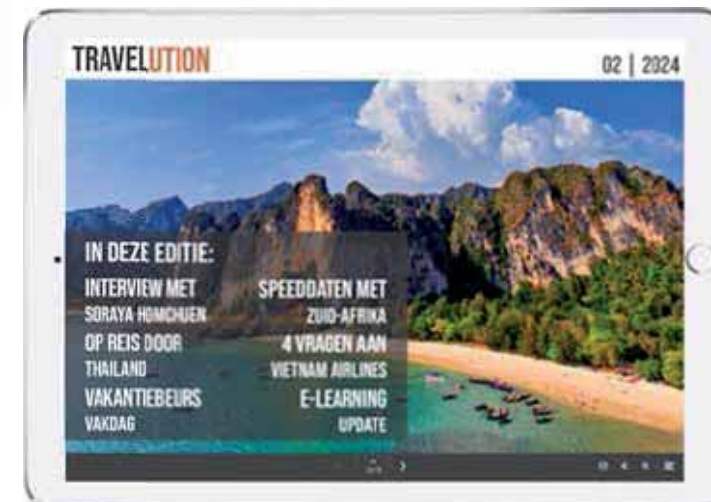 TRAVELUTION
02 | 2024
IN DEZE EDITIE:
INTERVIEW MET
SORAYA HOMCHUEN
OP REIS DOOR
THAILAND
VAKANTIEBEURS
VAKDAG
SPEEDDATEN MET
ZUID-AFRIKA
4 VRAGEN AAN
VIETNAM AIRLINES
E-LEARNING
UPDATE